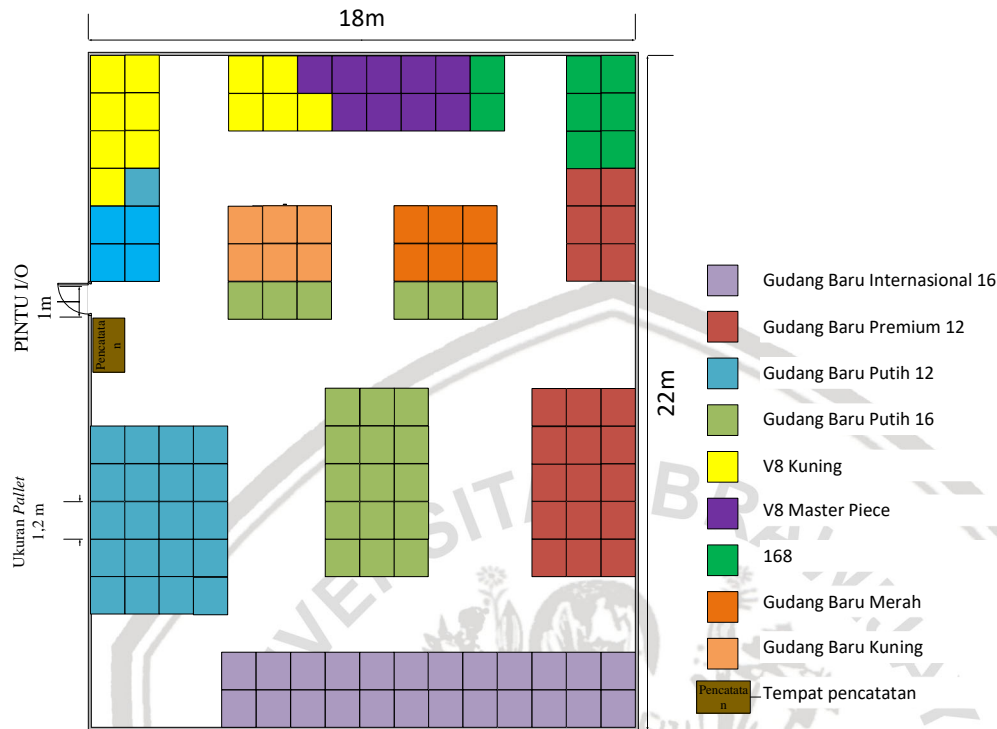 18m
PINTU I/O
1m
Pencatata
n
22m
Ukuran Pallet
1,2 m
Gudang Baru Internasional 16
Gudang Baru Premium 12
Gudang Baru Putih 12
Gudang Baru Putih 16
V8 Kuning
V8 Master Piece
168
Gudang Baru Merah
Gudang Baru Kuning
Pencatata
n
Tempat pencatatan